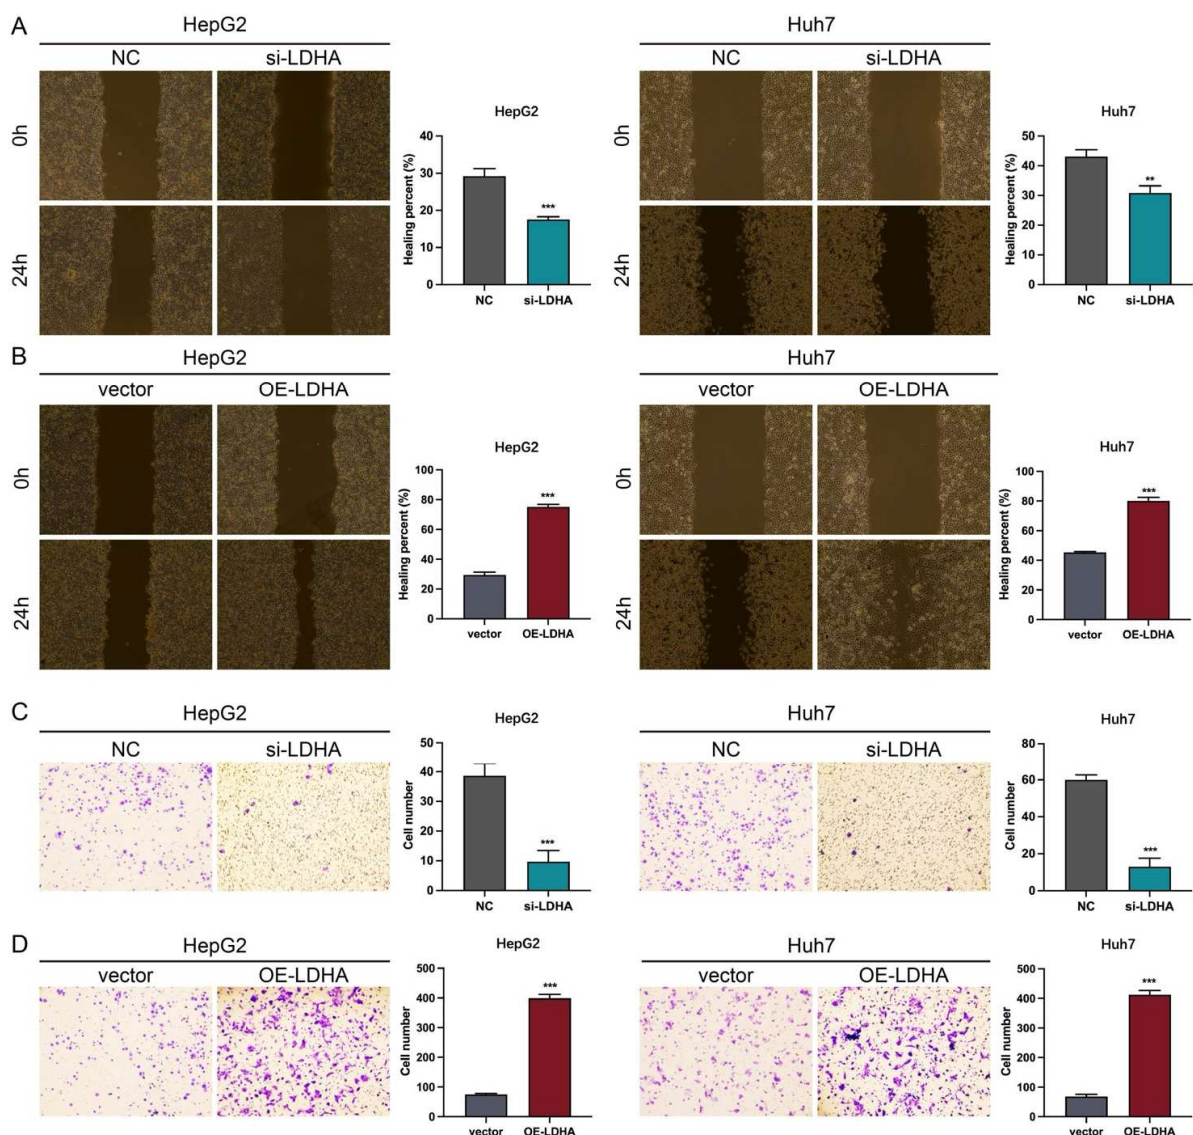 A
HepG2
Huh7
NC
si-LDHA
NC
si-LDHA
0h
24h
HepG2
Healing percent (%)
40
30
20
10
0
***
NC
si-LDHA
0h
24h
Huh7
Healing percent (%)
50
40
30
20
10
0
**
NC
si-LDHA
B
HepG2
Huh7
vector
OE-LDHA
vector
OE-LDHA
0h
24h
HepG2
Healing percent (%)
100
80
60
40
20
0
***
vector
OE-LDHA
0h
24h
Huh7
Healing percent (%)
100
80
60
40
20
0
***
vector
OE-LDHA
C
HepG2
NC
si-LDHA
HepG2
Cell number
50
40
30
20
10
0
***
NC
si-LDHA
Huh7
NC
si-LDHA
Huh7
Cell number
80
60
40
20
0
***
NC
si-LDHA
D
HepG2
vector
OE-LDHA
HepG2
Cell number
500
400
300
200
100
0
***
vector
OE-LDHA
Huh7
vector
OE-LDHA
Huh7
Cell number
500
400
300
200
100
0
***
vector
OE-LDHA